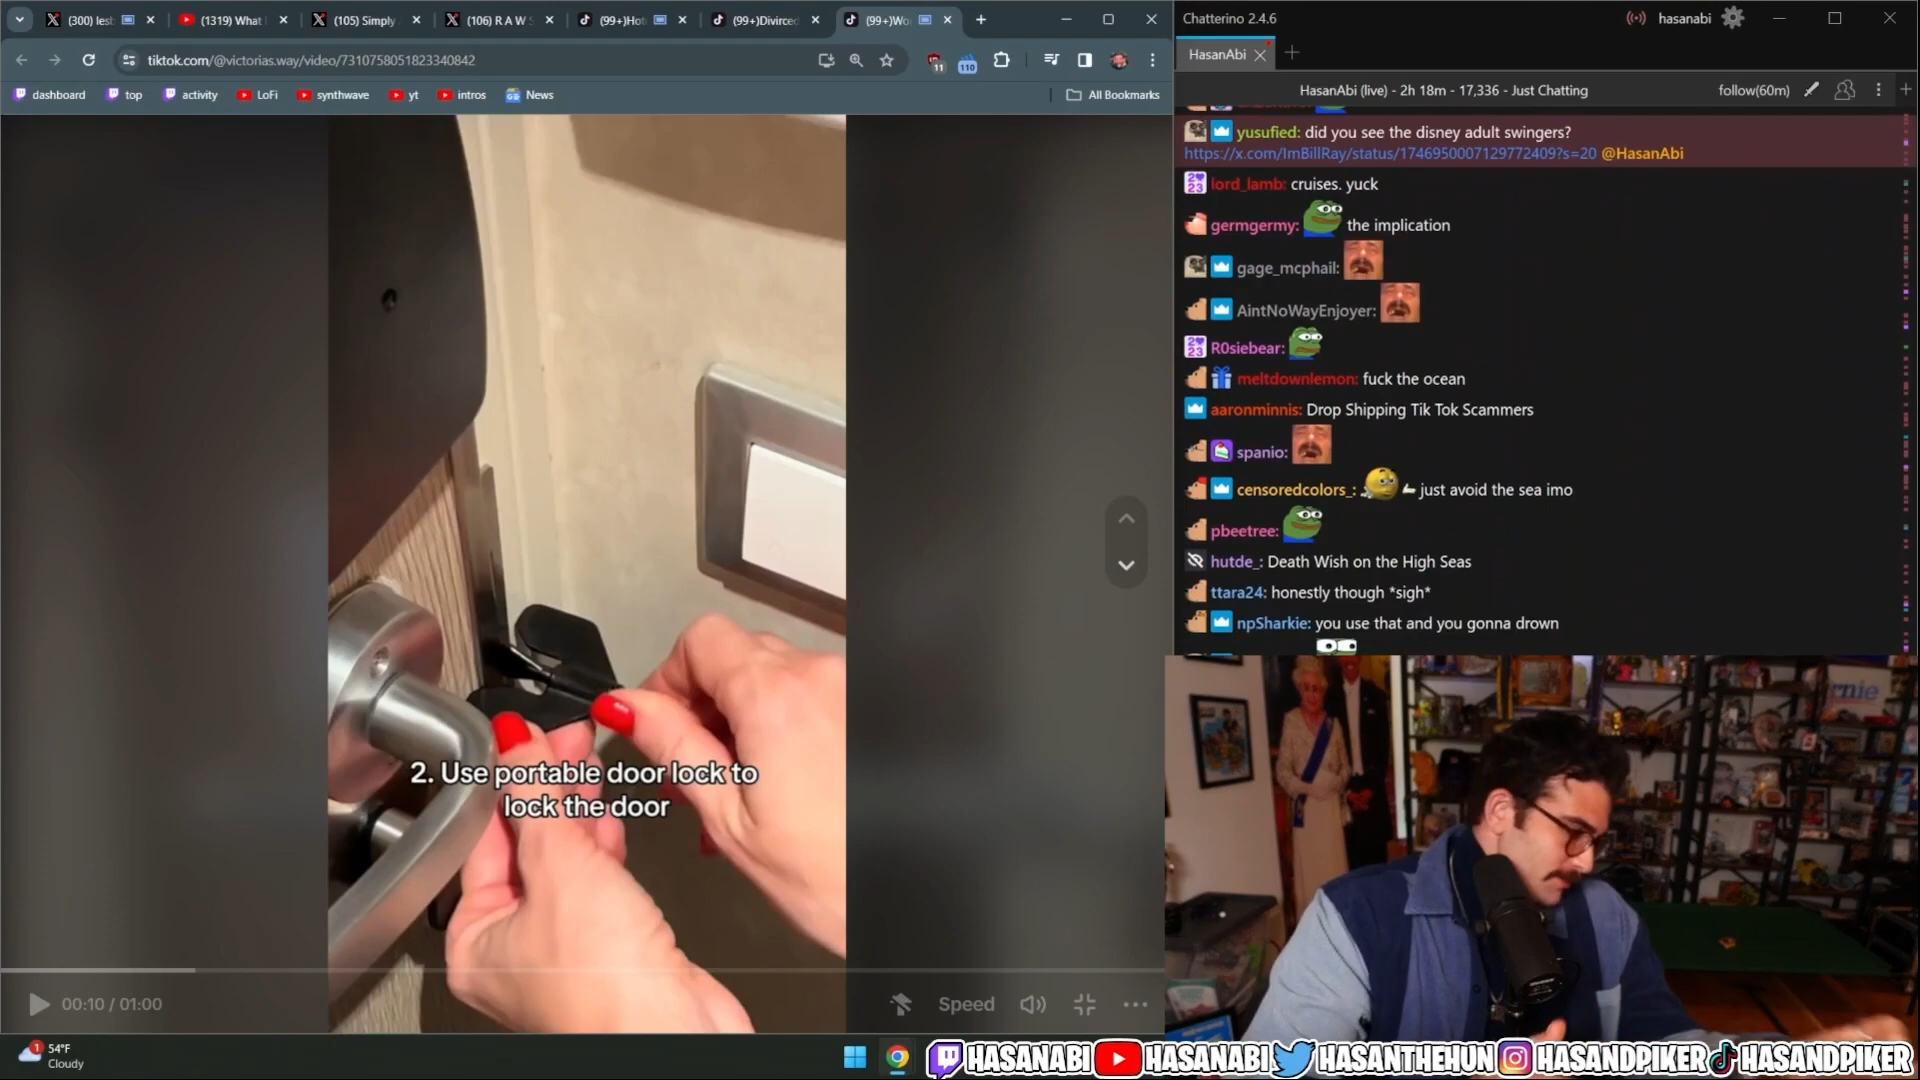 (300) lesb
(1319) What
(105) Simply
(106) R A W S
(99+)Hot
(99+)Divirced
(99+)Wo
tiktok.com/@victorias.way/video/7310758051823340842
11
110
dashboard
top
activity
LoFi
synthwave
yt
intros
News
All Bookmarks
2. Use portable door lock to
lock the door
00:10 / 01:00
Speed
1
54°F
Cloudy
Chatterino 2.4.6
hasanabi
HasanAbi
HasanAbi (live) - 2h 18m - 17,336 - Just Chatting
follow(60m)
yusufied: did you see the disney adult swingers?
https://x.com/ImBillRay/status/1746950007129772409?s=20 @HasanAbi
lord_lamb: cruises. yuck
germgermy: the implication
gage_mcphail:
AintNoWayEnjoyer:
R0siebear:
meltdownlemon: fuck the ocean
aaronminnis: Drop Shipping Tik Tok Scammers
spanio:
censoredcolors_: just avoid the sea imo
pbeetree:
hutde_: Death Wish on the High Seas
ttara24: honestly though *sigh*
npSharkie: you use that and you gonna drown
ernie
HASANABI
HASANABI
HASANTHEHUN
HASANDPIKER
HASANDPIKER